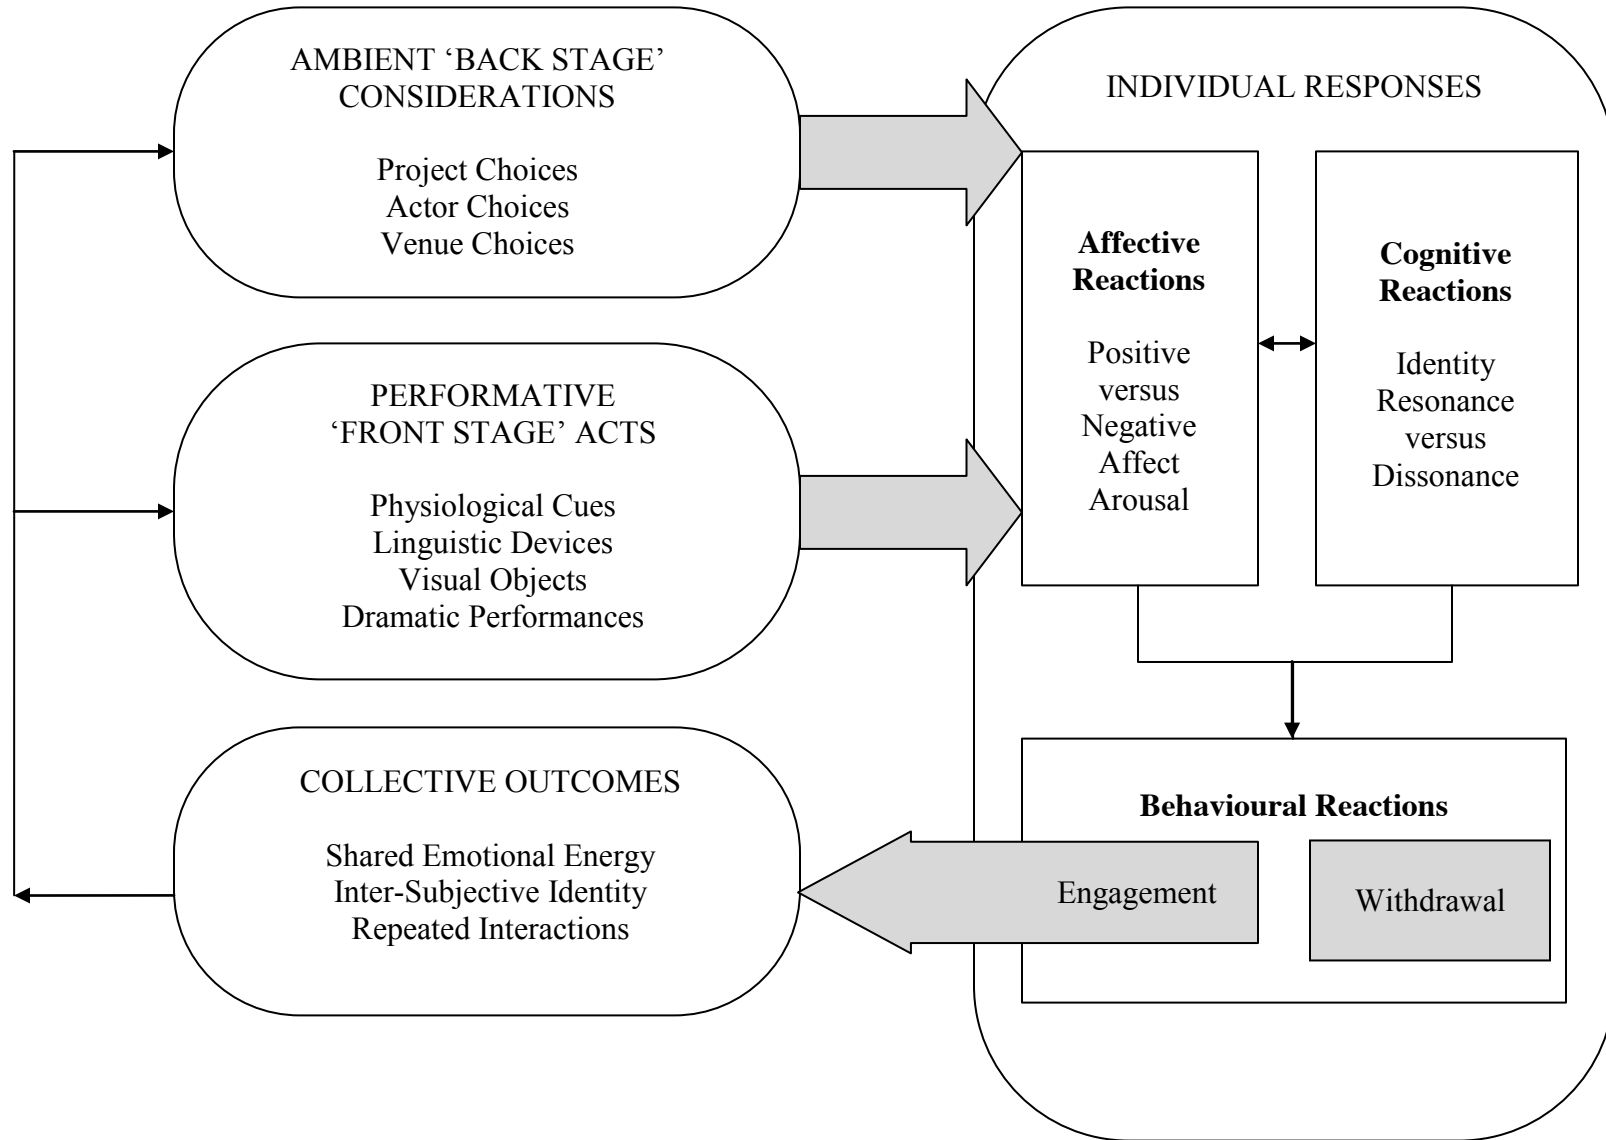 AMBIENT ‘BACK STAGE’
CONSIDERATIONS
Project Choices
Actor Choices
Venue Choices
PERFORMATIVE
‘FRONT STAGE’ ACTS
Physiological Cues
Linguistic Devices
Visual Objects
Dramatic Performances
COLLECTIVE OUTCOMES
Shared Emotional Energy
Inter-Subjective Identity
Repeated Interactions
INDIVIDUAL RESPONSES
Affective
Reactions
Positive
versus
Negative
Affect
Arousal
Cognitive
Reactions
Identity
Resonance
versus
Dissonance
Behavioural Reactions
Engagement
Withdrawal